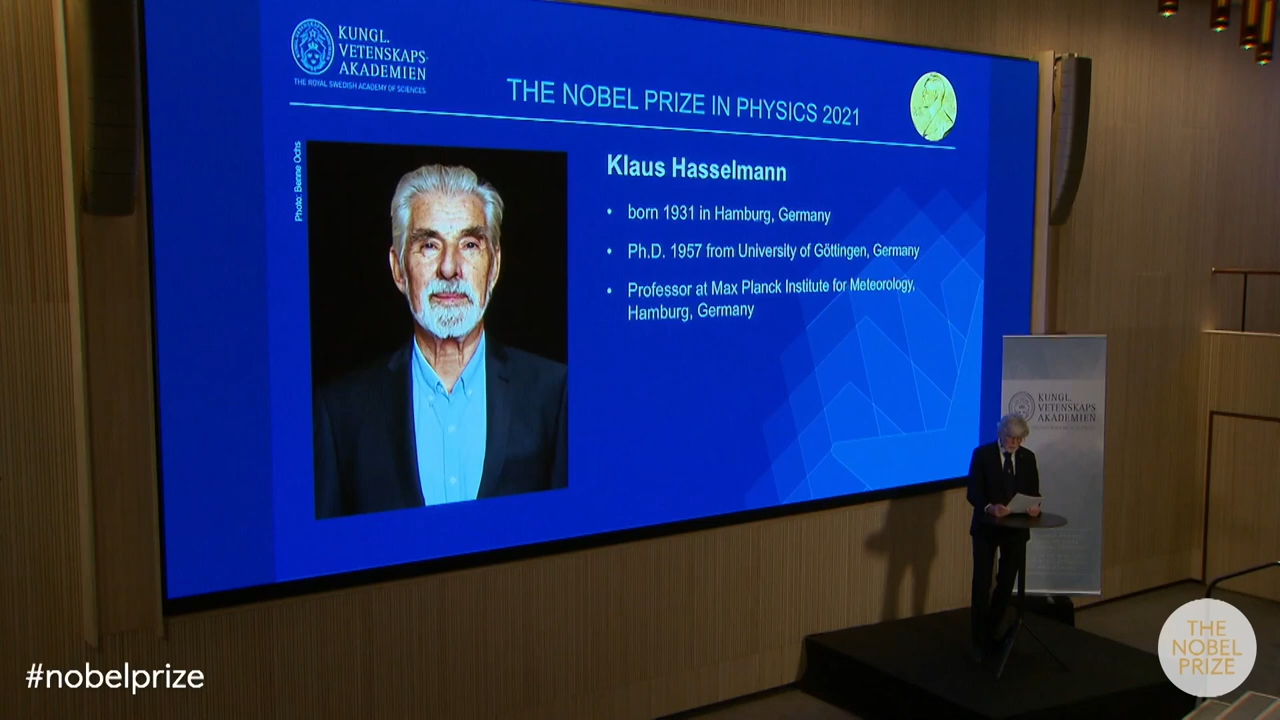 KUNGL.
VETENSKAPS-
AKADEMIEN
THE ROYAL SWEDISH ACADEMY OF SCIENCES
THE NOBEL PRIZE IN PHYSICS 2021
Photo: Benne Ochs
Klaus Hasselmann
• born 1931 in Hamburg, Germany
• Ph.D. 1957 from University of Göttingen, Germany
• Professor at Max Planck Institute for Meteorology,
Hamburg, Germany
KUNGL.
VETENSKAPS
AKADEMIEN
#nobelprize
THE
NOBEL
PRIZE